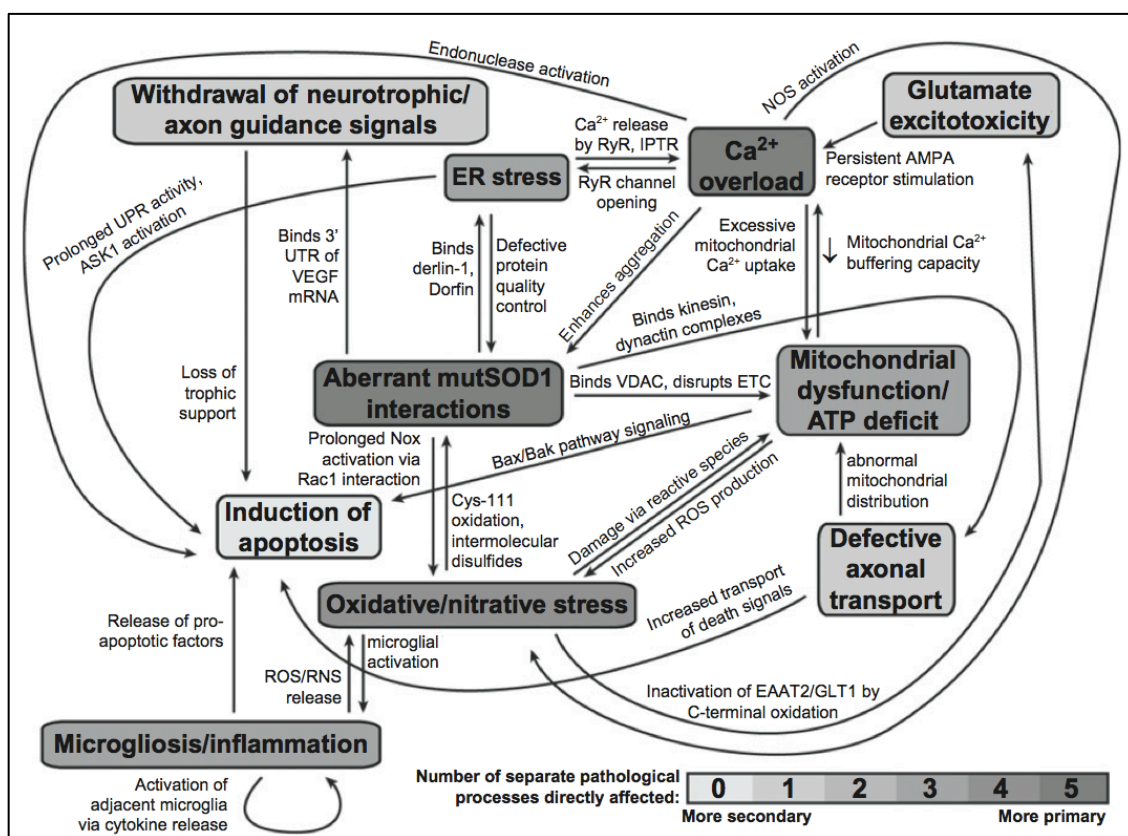 Endonuclease activation
NOS activation
Withdrawal of neurotrophic/
axon guidance signals
Glutamate
excitotoxicity
Ca²⁺ release
by RyR, IPTR
Ca²⁺
overload
ER stress
RyR channel
opening
Persistent AMPA
receptor stimulation
Prolonged UPR activity,
ASK1 activation
Binds 3’
UTR of
VEGF
mRNA
Binds
derlin-1,
Dorfin
Defective
protein
quality
control
Enhances aggregation
Excessive
mitochondrial
Ca²⁺ uptake
↓ Mitochondrial Ca²⁺
buffering capacity
Binds kinesin,
dynactin complexes
Loss of
trophic
support
Aberrant mutSOD1
interactions
Binds VDAC, disrupts ETC
Mitochondrial
dysfunction/
ATP deficit
Prolonged Nox
activation via
Rac1 interaction
Bax/Bak pathway signaling
Cys-111
oxidation,
intermolecular
disulfides
Damage via reactive species
Increased ROS production
abnormal
mitochondrial
distribution
Induction of
apoptosis
Defective
axonal
transport
Oxidative/nitrative stress
Increased transport
of death signals
Release of pro-
apoptotic factors
ROS/RNS
release
microglial
activation
Inactivation of EAAT2/GLT1 by
C-terminal oxidation
Microgliosis/inflammation
Activation of
adjacent microglia
via cytokine release
Number of separate pathological
processes directly affected:
0 1 2 3 4 5
More secondary More primary